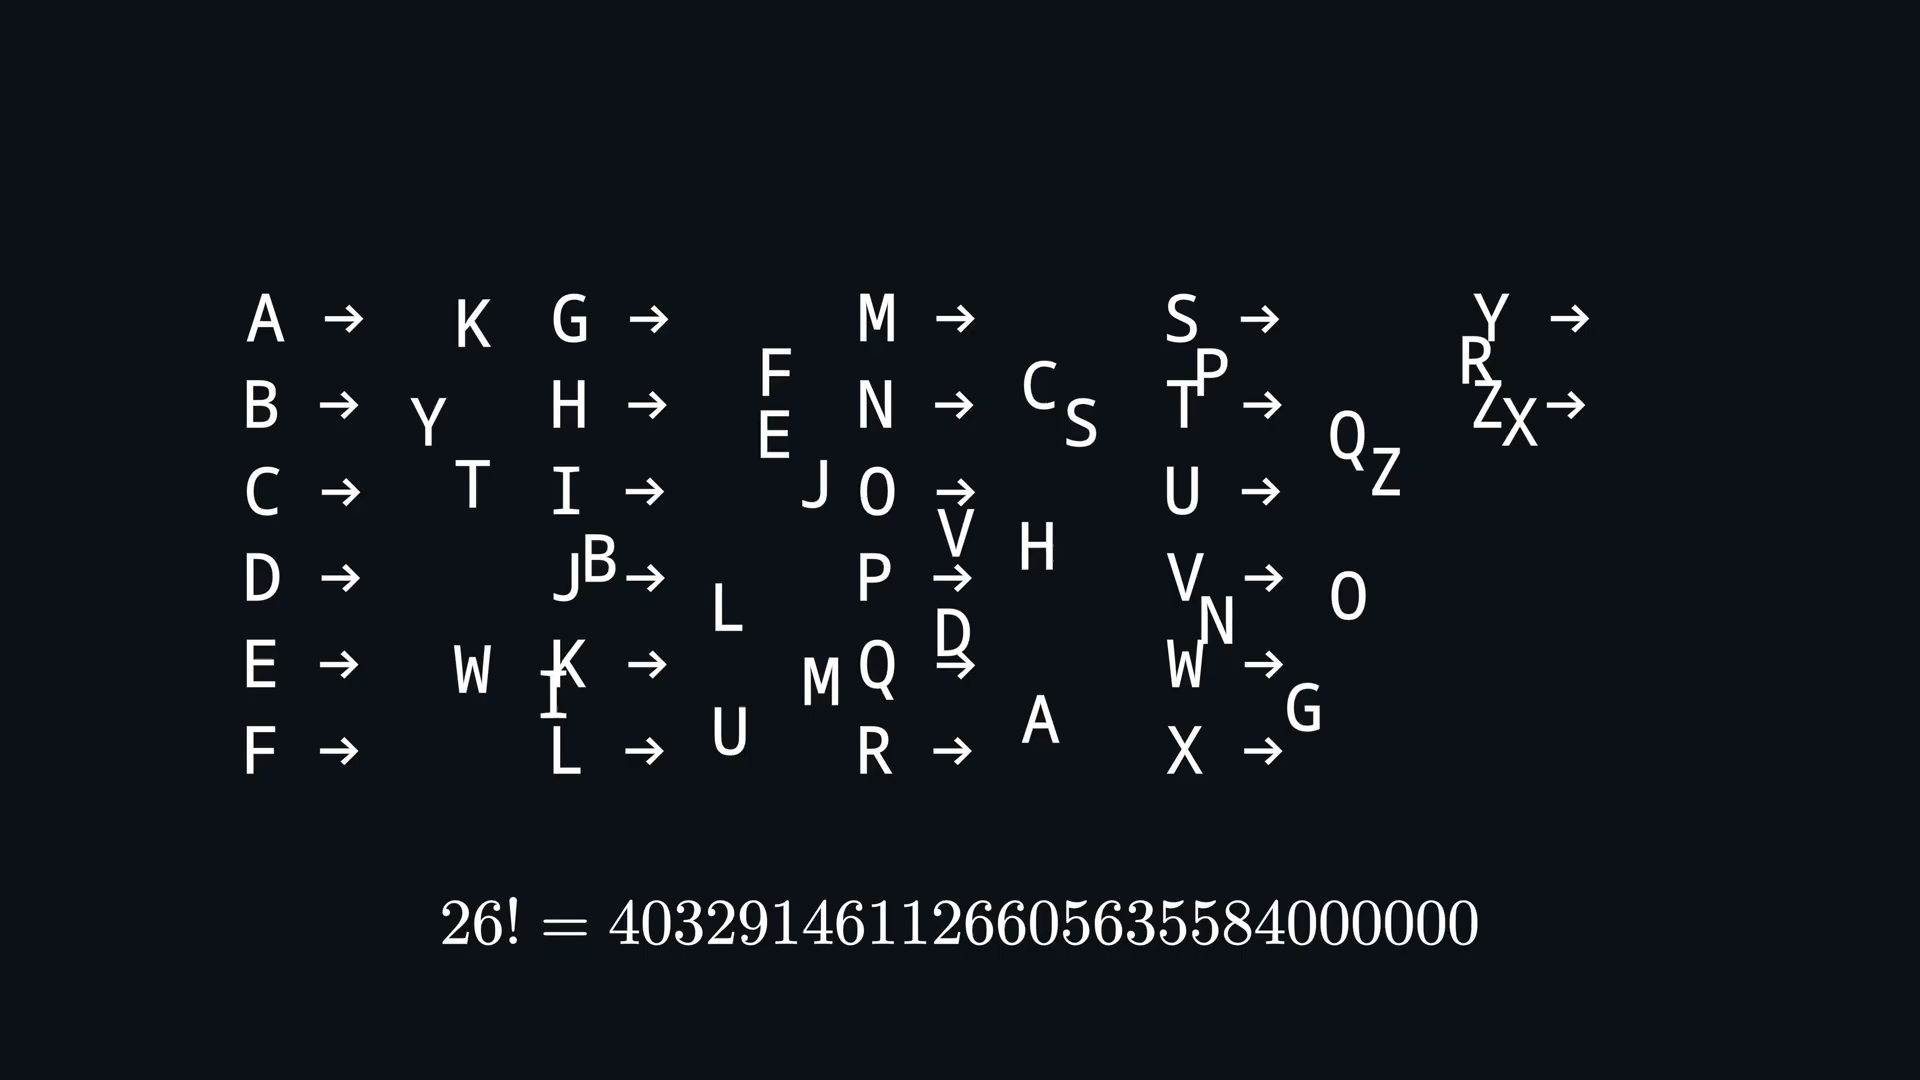 A → K G → M → S → Y →
F C P R
B → Y H → E N → S T → Q Z X →
C → T I → J O → U → Z
B V H
D → J → L P → V → O
D N
E → W K → M Q → W →
I U A G
F → L → R → X →
26! = 403291461126605635584000000